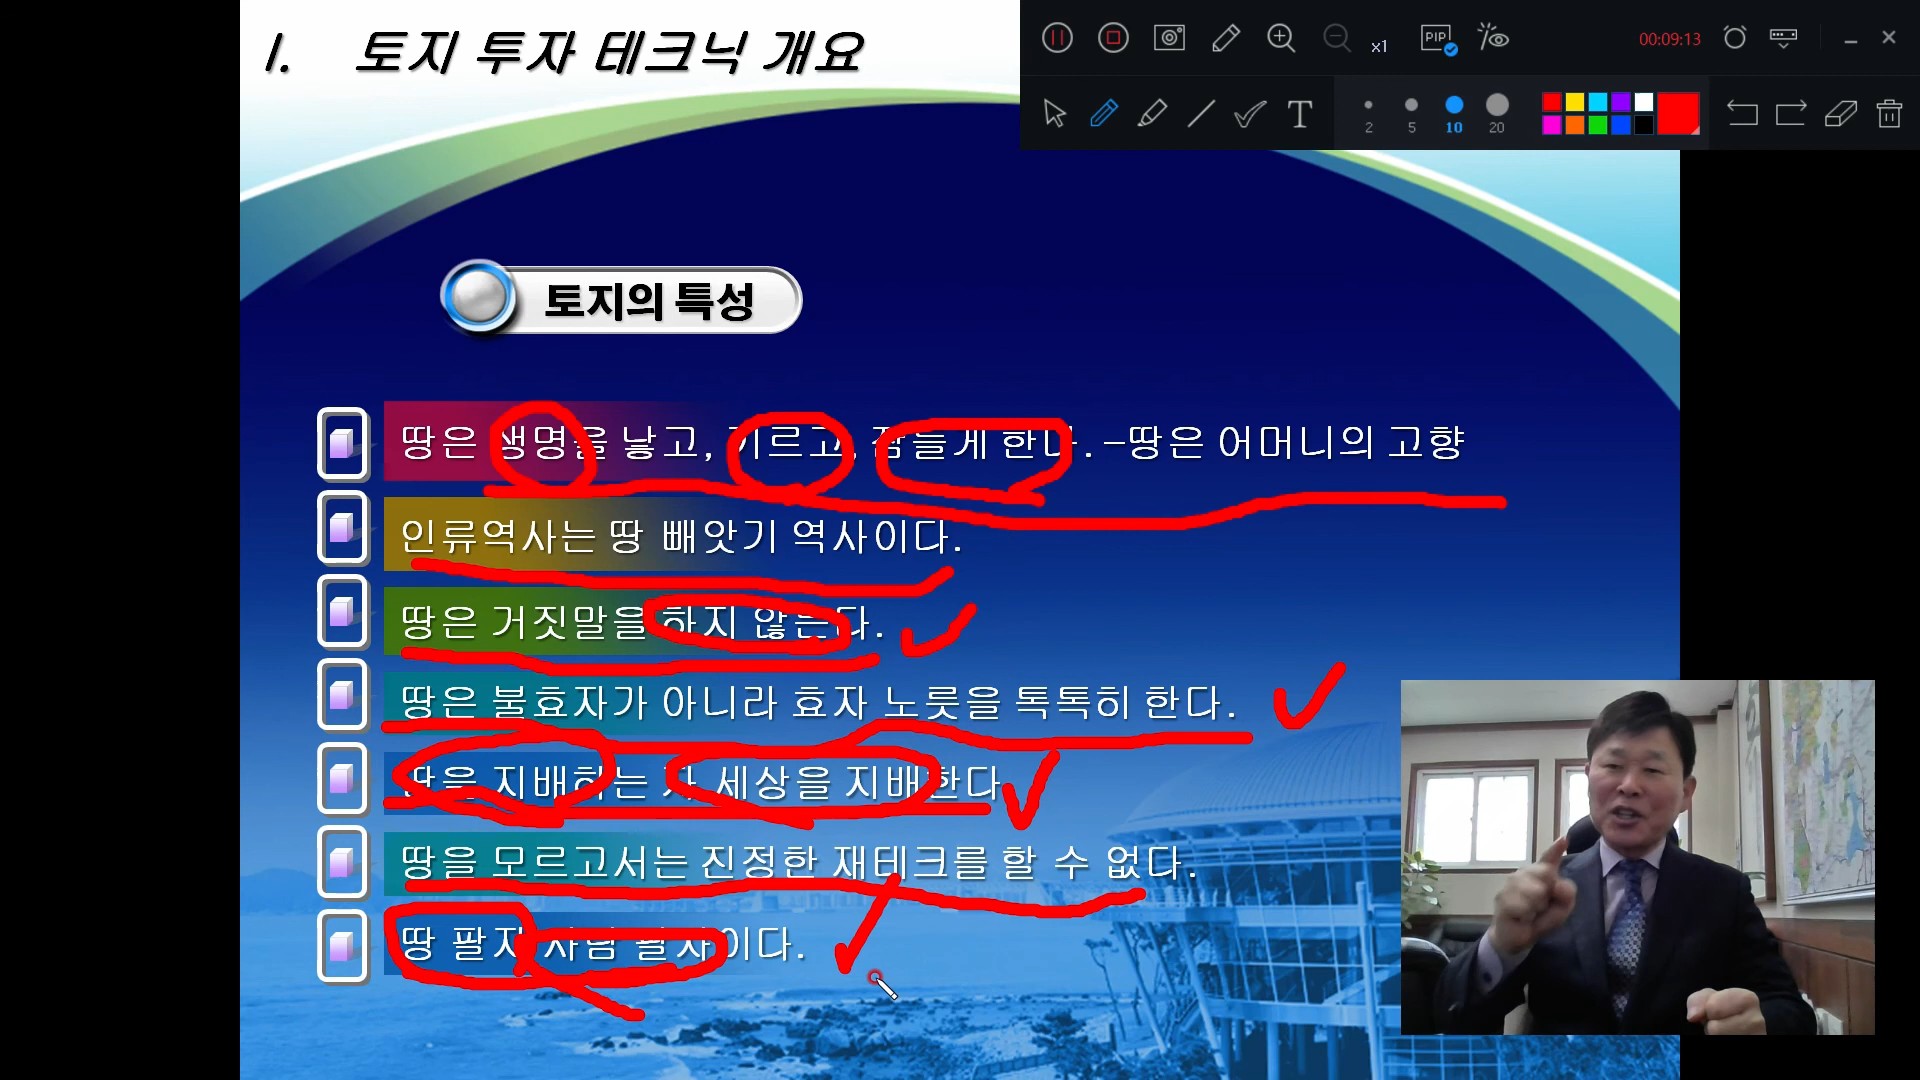 I. 토지 투자 테크닉 개요
x1
PIP
00:09:13
T
2 5 10 20
토지의 특성
땅은 생명을 낳고, 기르고, 잠들게 한다. –땅은 어머니의 고향
인류역사는 땅 빼앗기 역사이다.
땅은 거짓말을 하지 않는다.
땅은 불효자가 아니라 효자 노릇을 톡톡히 한다.
땅을 지배하는 자 세상을 지배한다
땅을 모르고서는 진정한 재테크를 할 수 없다.
땅 팔자 사람 팔자이다.